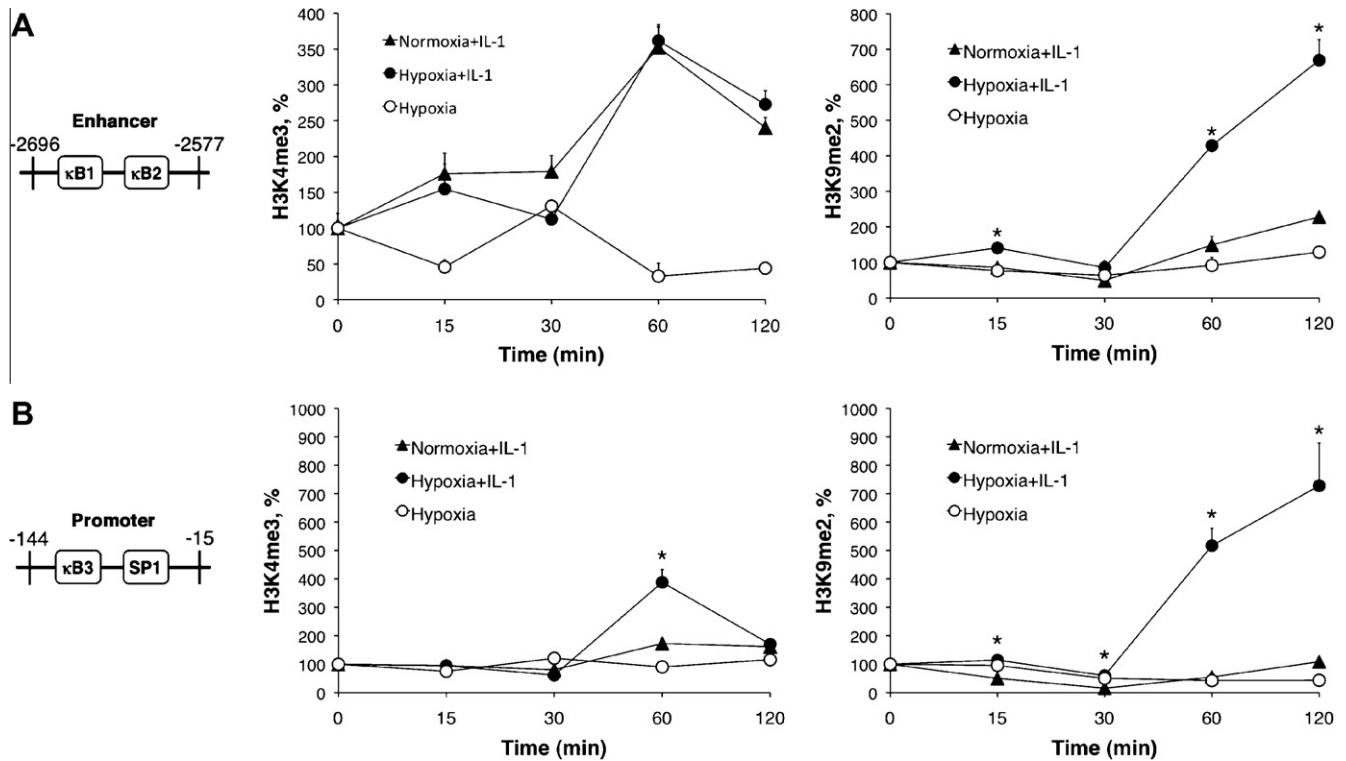 A
Enhancer
-2696
-2577
κB1
κB2
H3K4me3, %
400
350
300
250
200
150
100
50
0
Normoxia+IL-1
Hypoxia+IL-1
Hypoxia
0
15
30
60
120
Time (min)
H3K9me2, %
800
700
600
500
400
300
200
100
0
Normoxia+IL-1
Hypoxia+IL-1
Hypoxia
*
*
*
0
15
30
60
120
Time (min)
B
Promoter
-144
-15
κB3
SP1
H3K4me3, %
1000
900
800
700
600
500
400
300
200
100
0
Normoxia+IL-1
Hypoxia+IL-1
Hypoxia
*
0
15
30
60
120
Time (min)
H3K9me2, %
1000
900
800
700
600
500
400
300
200
100
0
Normoxia+IL-1
Hypoxia+IL-1
Hypoxia
*
*
*
*
0
15
30
60
120
Time (min)